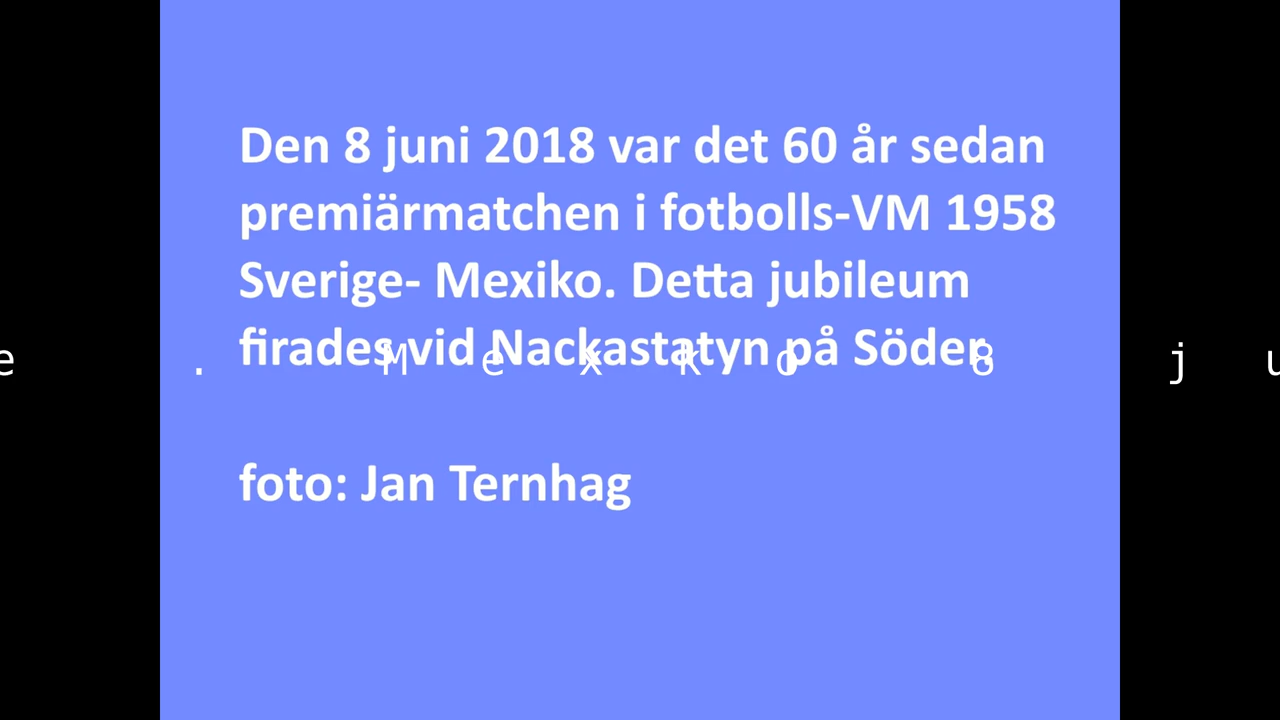 Den 8 juni 2018 var det 60 år sedan
premiärmatchen i fotbolls-VM 1958
Sverige- Mexiko. Detta jubileum
firades vid Nackastatyn på Söder.
e . M e x k o 8 j u
foto: Jan Ternhag